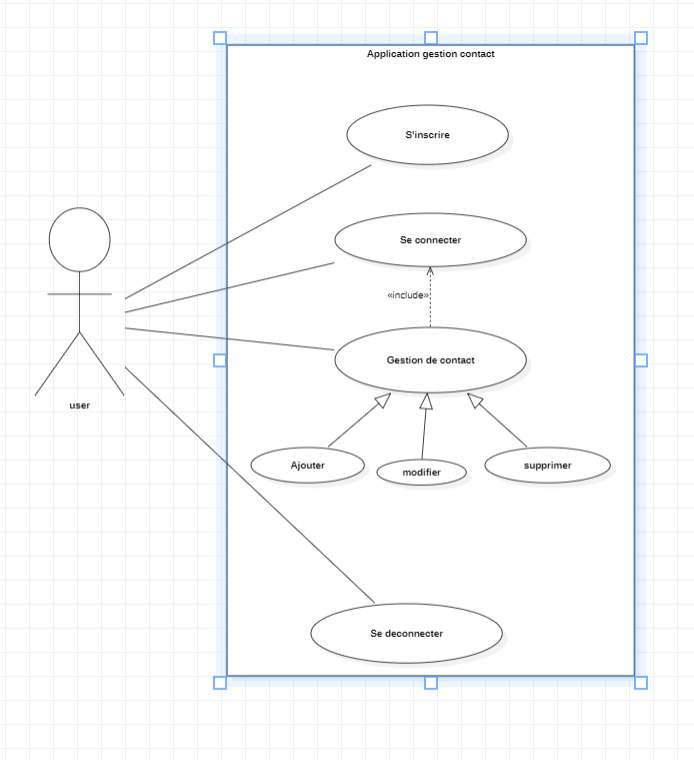 Application gestion contact
S'inscrire
Se connecter
«include»
Gestion de contact
Ajouter
modifier
supprimer
user
Se deconnecter